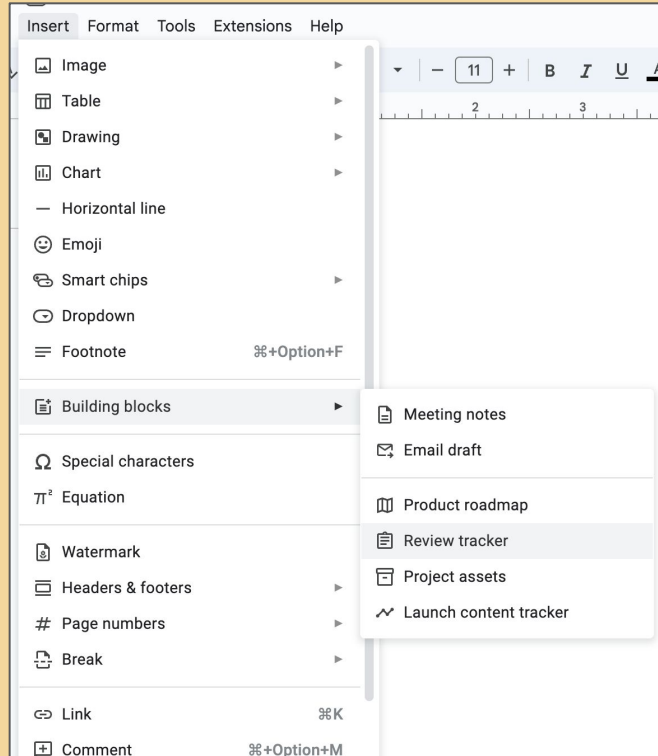 Insert Format Tools Extensions Help
11 B I U A
2 3
Image
Table
Drawing
Chart
Horizontal line
Emoji
Smart chips
Dropdown
Footnote ⌘+Option+F
Building blocks
Meeting notes
Email draft
Special characters
π² Equation
Product roadmap
Review tracker
Watermark
Project assets
Headers & footers
Launch content tracker
# Page numbers
Break
Link ⌘K
Comment ⌘+Option+M